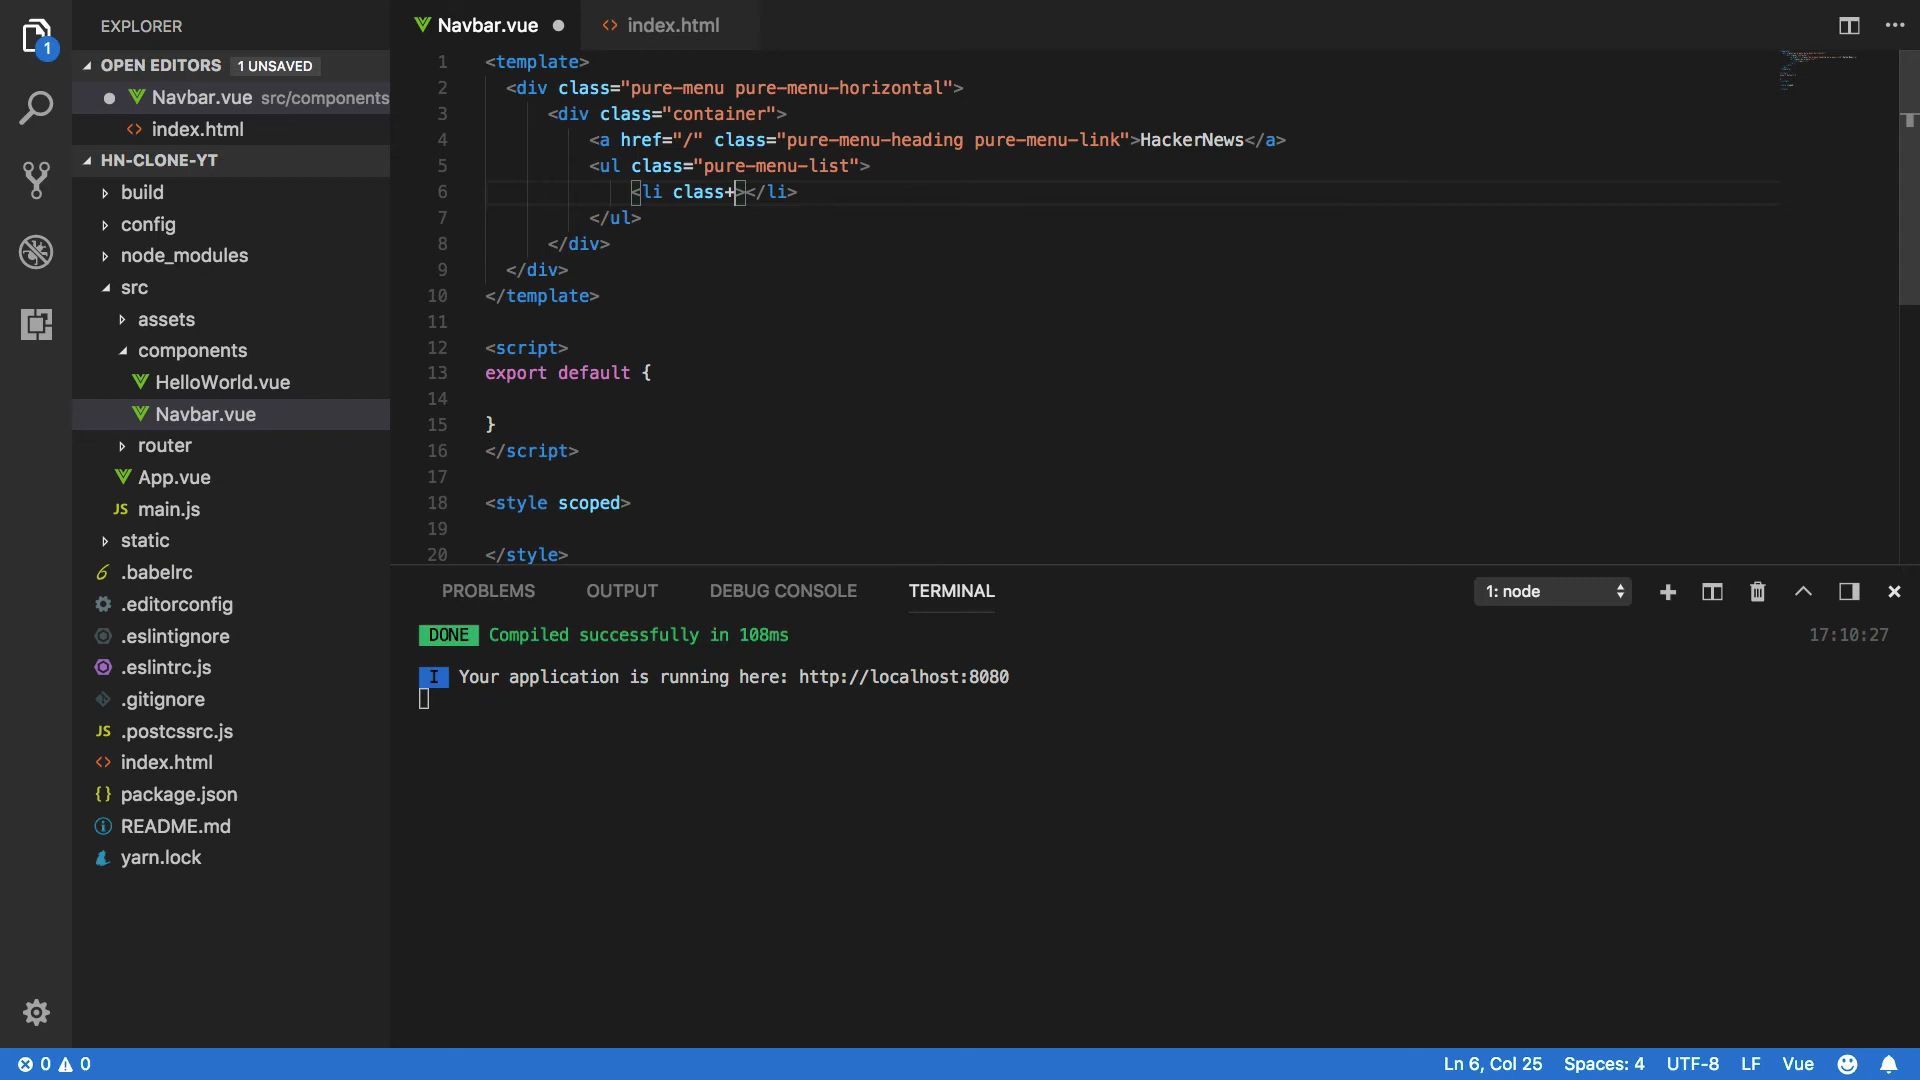 1
EXPLORER
OPEN EDITORS 1 UNSAVED
Navbar.vue src/components
index.html
HN-CLONE-YT
build
config
node_modules
src
assets
components
HelloWorld.vue
Navbar.vue
router
App.vue
JS main.js
static
.babelrc
.editorconfig
.eslintignore
.eslintrc.js
.gitignore
JS .postcssrc.js
index.html
package.json
README.md
yarn.lock
Navbar.vue index.html
1 <template>
2 <div class="pure-menu pure-menu-horizontal">
3 <div class="container">
4 <a href="/" class="pure-menu-heading pure-menu-link">HackerNews</a>
5 <ul class="pure-menu-list">
6 <li class+></li>
7 </ul>
8 </div>
9 </div>
10 </template>
11
12 <script>
13 export default {
14
15 }
16 </script>
17
18 <style scoped>
19
20 </style>
PROBLEMS OUTPUT DEBUG CONSOLE TERMINAL 1: node
DONE Compiled successfully in 108ms 17:10:27
I Your application is running here: http://localhost:8080
0 0 Ln 6, Col 25 Spaces: 4 UTF-8 LF Vue